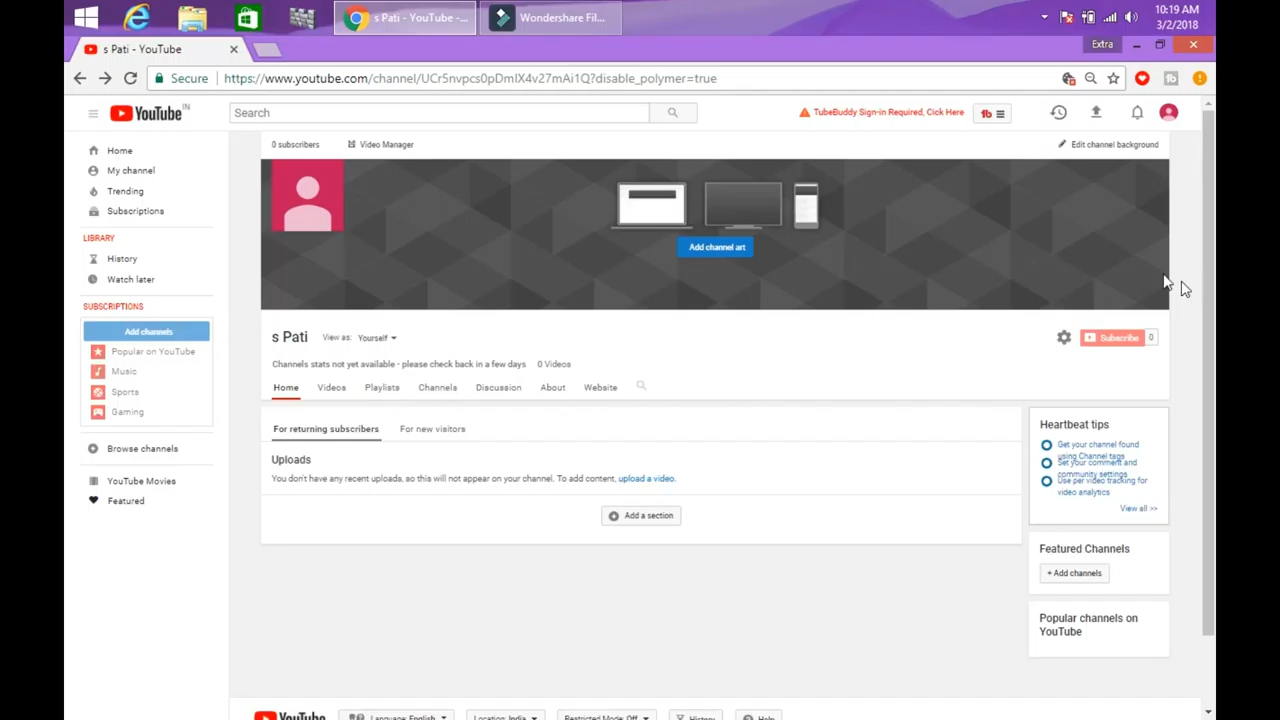 s Pati - YouTube -...
Wondershare Fil...
10:19 AM
3/2/2018
s Pati - YouTube
Extra
Secure
https://www.youtube.com/channel/UCr5nvpcs0pDmIX4v27mAi1Q?disable_polymer=true
YouTube IN
Search
TubeBuddy Sign-in Required, Click Here
tb
Home
My channel
Trending
Subscriptions
LIBRARY
History
Watch later
SUBSCRIPTIONS
Add channels
Popular on YouTube
Music
Sports
Gaming
Browse channels
YouTube Movies
Featured
0 subscribers
Video Manager
Edit channel background
Add channel art
s Pati
View as: Yourself
Subscribe 0
Channels stats not yet available - please check back in a few days 0 Videos
Home Videos Playlists Channels Discussion About Website
For returning subscribers For new visitors
Uploads
You don't have any recent uploads, so this will not appear on your channel. To add content, upload a video.
Add a section
Heartbeat tips
Get your channel found
using Channel tags
Set your comment and
community settings
Use per video tracking for
video analytics
View all >>
Featured Channels
+ Add channels
Popular channels on
YouTube
YouTube
Language: English
Location: India
Restricted Mode: Off
History
Help